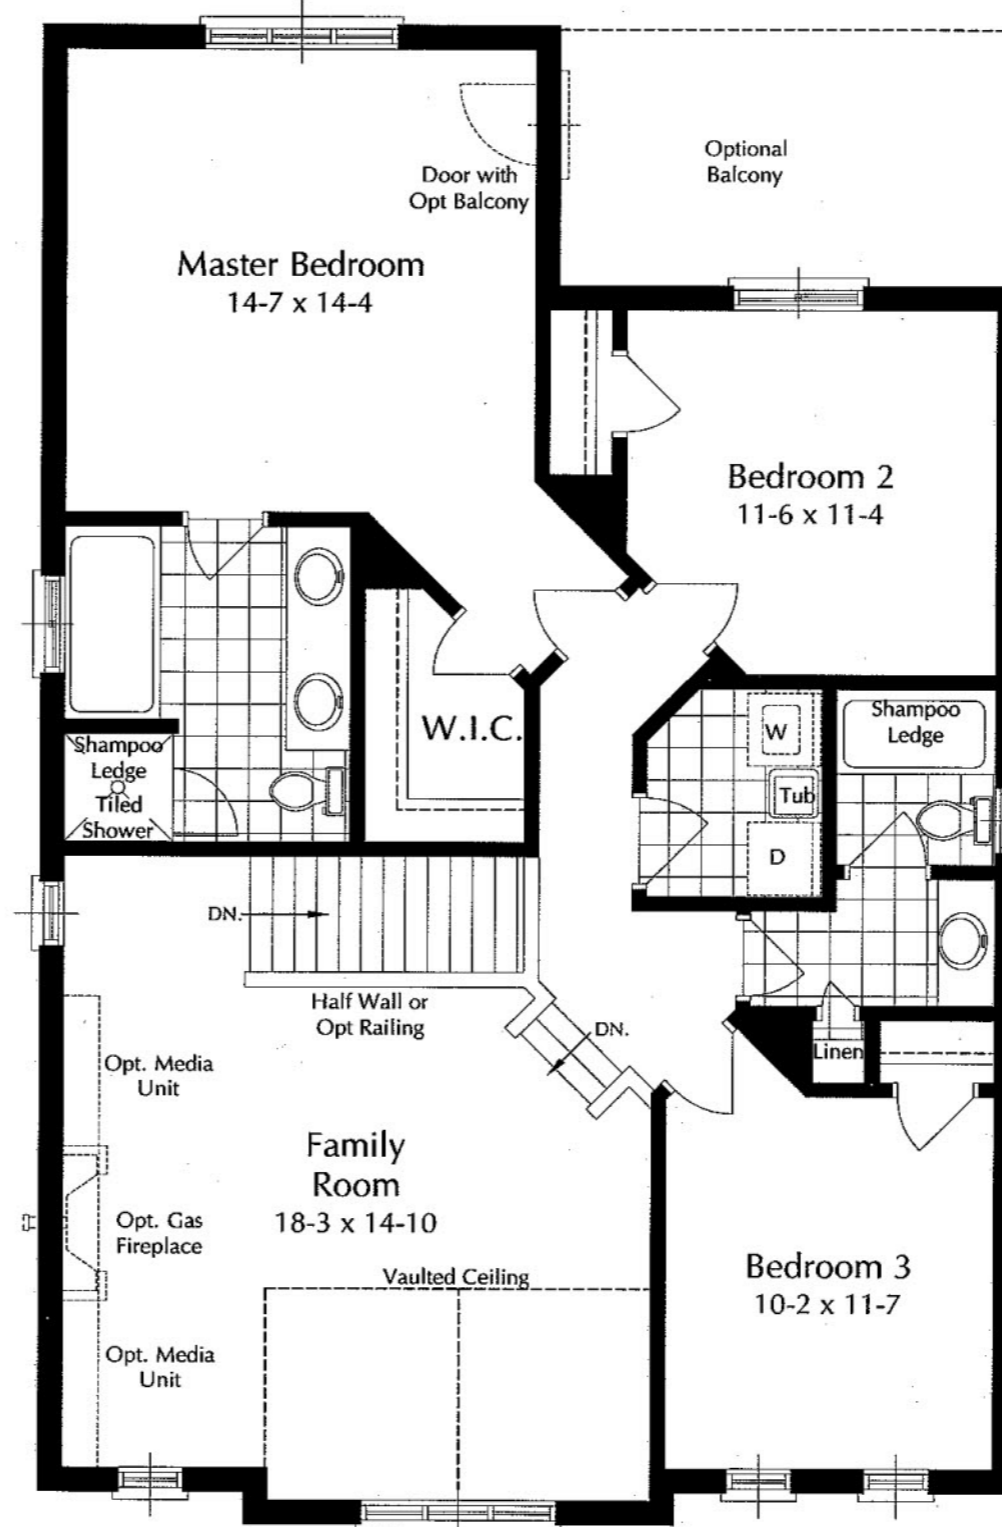 Optional
Balcony
Door with
Opt Balcony
Master Bedroom
14-7 x 14-4
Bedroom 2
11-6 x 11-4
W.I.C.
Shampoo
Ledge
Tiled
Shower
W
Tub
D
Shampoo
Ledge
DN.
Half Wall or
Opt Railing
DN.
Linen
Opt. Media
Unit
Family
Room
18-3 x 14-10
Opt. Gas
Fireplace
Vaulted Ceiling
Bedroom 3
10-2 x 11-7
Opt. Media
Unit